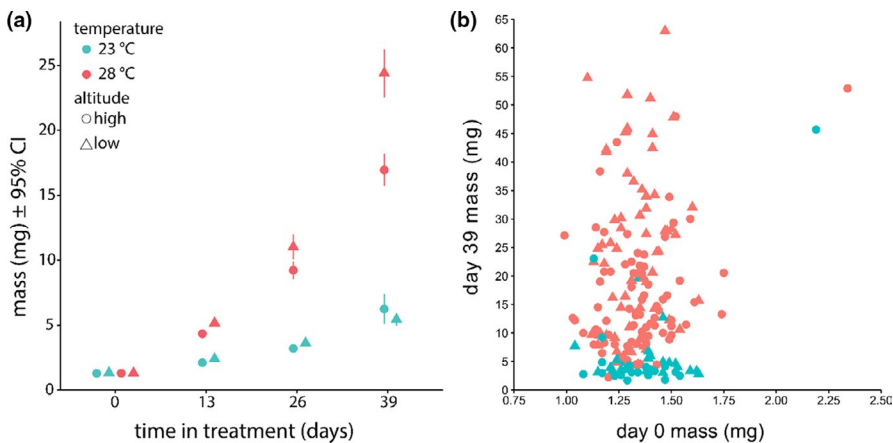 (a)
temperature
23 °C
28 °C
altitude
high
low
mass (mg) ± 95% CI
25
20
15
10
5
0
0 13 26 39
time in treatment (days)
(b)
day 39 mass (mg)
65
60
55
50
45
40
35
30
25
20
15
10
5
0
0.75 1.00 1.25 1.50 1.75 2.00 2.25 2.50
day 0 mass (mg)